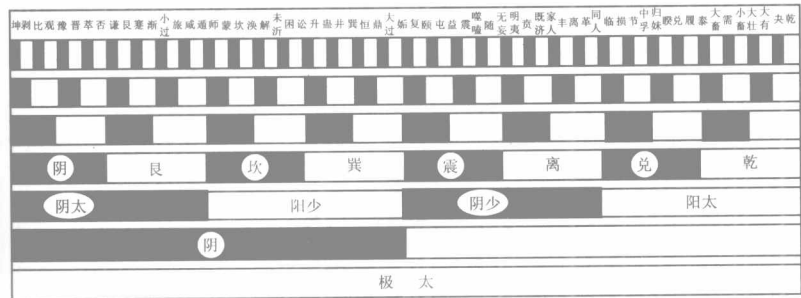 坤 剥 比 观 豫 晋 萃 否 谦 艮 蹇 渐 小过 旅 咸 遁 师 蒙 坎 涣 解 未沂 困 讼 升 蛊 井 巽 恒 鼎 大过 姤 复 颐 屯 益 震 噬嗑 随 无妄 明夷 贲 既济 家人 丰 离 革 同人 临 损 节 中孚 归妹 睽 兑 履 泰 大畜 需 小畜 大壮 大有 夬 乾
阴 艮 坎 巽 震 离 兑 乾
阴太 阳少 阴少 阳太
阴
极 太